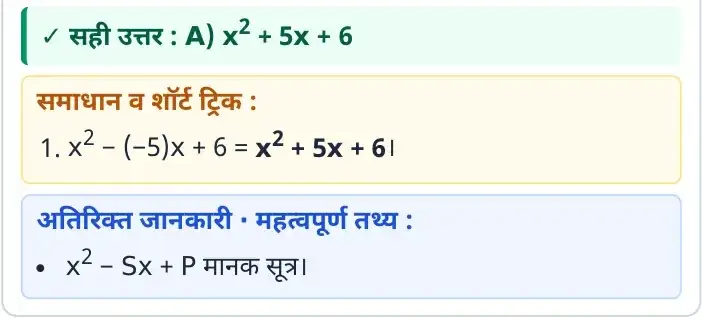 ✓ सही उत्तर : A) x² + 5x + 6
समाधान व शॉर्ट ट्रिक :
1. x² − (−5)x + 6 = x² + 5x + 6।
अतिरिक्त जानकारी · महत्वपूर्ण तथ्य :
• x² − Sx + P मानक सूत्र।